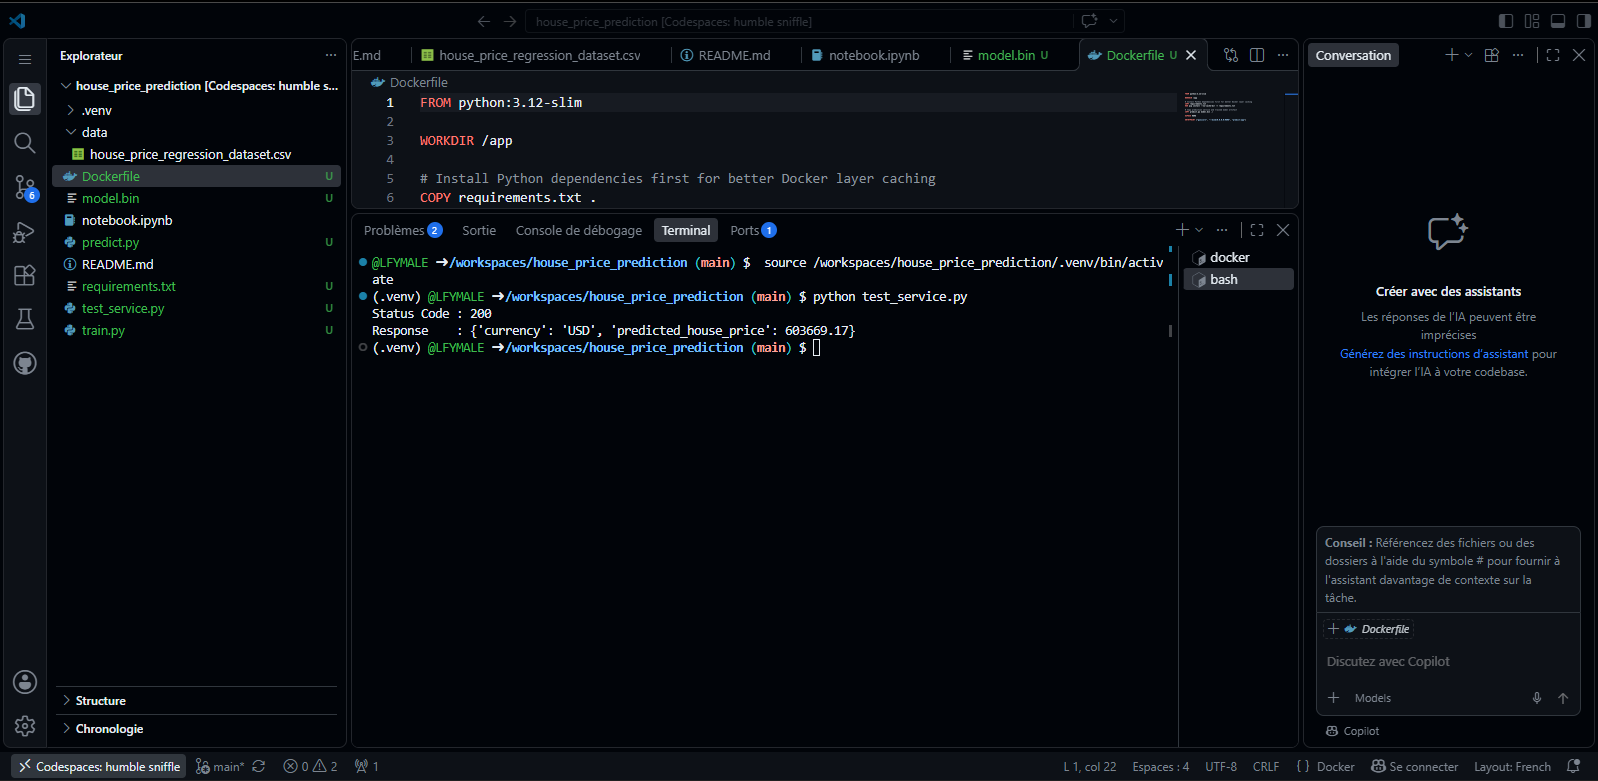 house_price_prediction [Codespaces: humble sniffle]
Explorateur
house_price_prediction [Codespaces: humble s...
.venv
data
house_price_regression_dataset.csv
Dockerfile U
model.bin U
notebook.ipynb
predict.py U
README.md
requirements.txt U
test_service.py U
train.py U
6
Structure
Chronologie
E.md
house_price_regression_dataset.csv
README.md
notebook.ipynb
model.bin U
Dockerfile U
Dockerfile
1 FROM python:3.12-slim
2
3 WORKDIR /app
4
5 # Install Python dependencies first for better Docker layer caching
6 COPY requirements.txt .
Problèmes 2 Sortie Console de débogage Terminal Ports 1
@LFYMALE ➜/workspaces/house_price_prediction (main) $  source /workspaces/house_price_prediction/.venv/bin/activ
ate
(.venv) @LFYMALE ➜/workspaces/house_price_prediction (main) $ python test_service.py
Status Code : 200
Response    : {'currency': 'USD', 'predicted_house_price': 603669.17}
(.venv) @LFYMALE ➜/workspaces/house_price_prediction (main) $
docker
bash
Conversation
Créer avec des assistants
Les réponses de l'IA peuvent être
imprécises
Générez des instructions d'assistant pour
intégrer l'IA à votre codebase.
Conseil : Référencez des fichiers ou des
dossiers à l'aide du symbole # pour fournir à
l'assistant davantage de contexte sur la
tâche.
Dockerfile
Discutez avec Copilot
Models
Copilot
Codespaces: humble sniffle main* 0 2 1 L 1, col 22 Espaces : 4 UTF-8 CRLF { } Docker Se connecter Layout: French